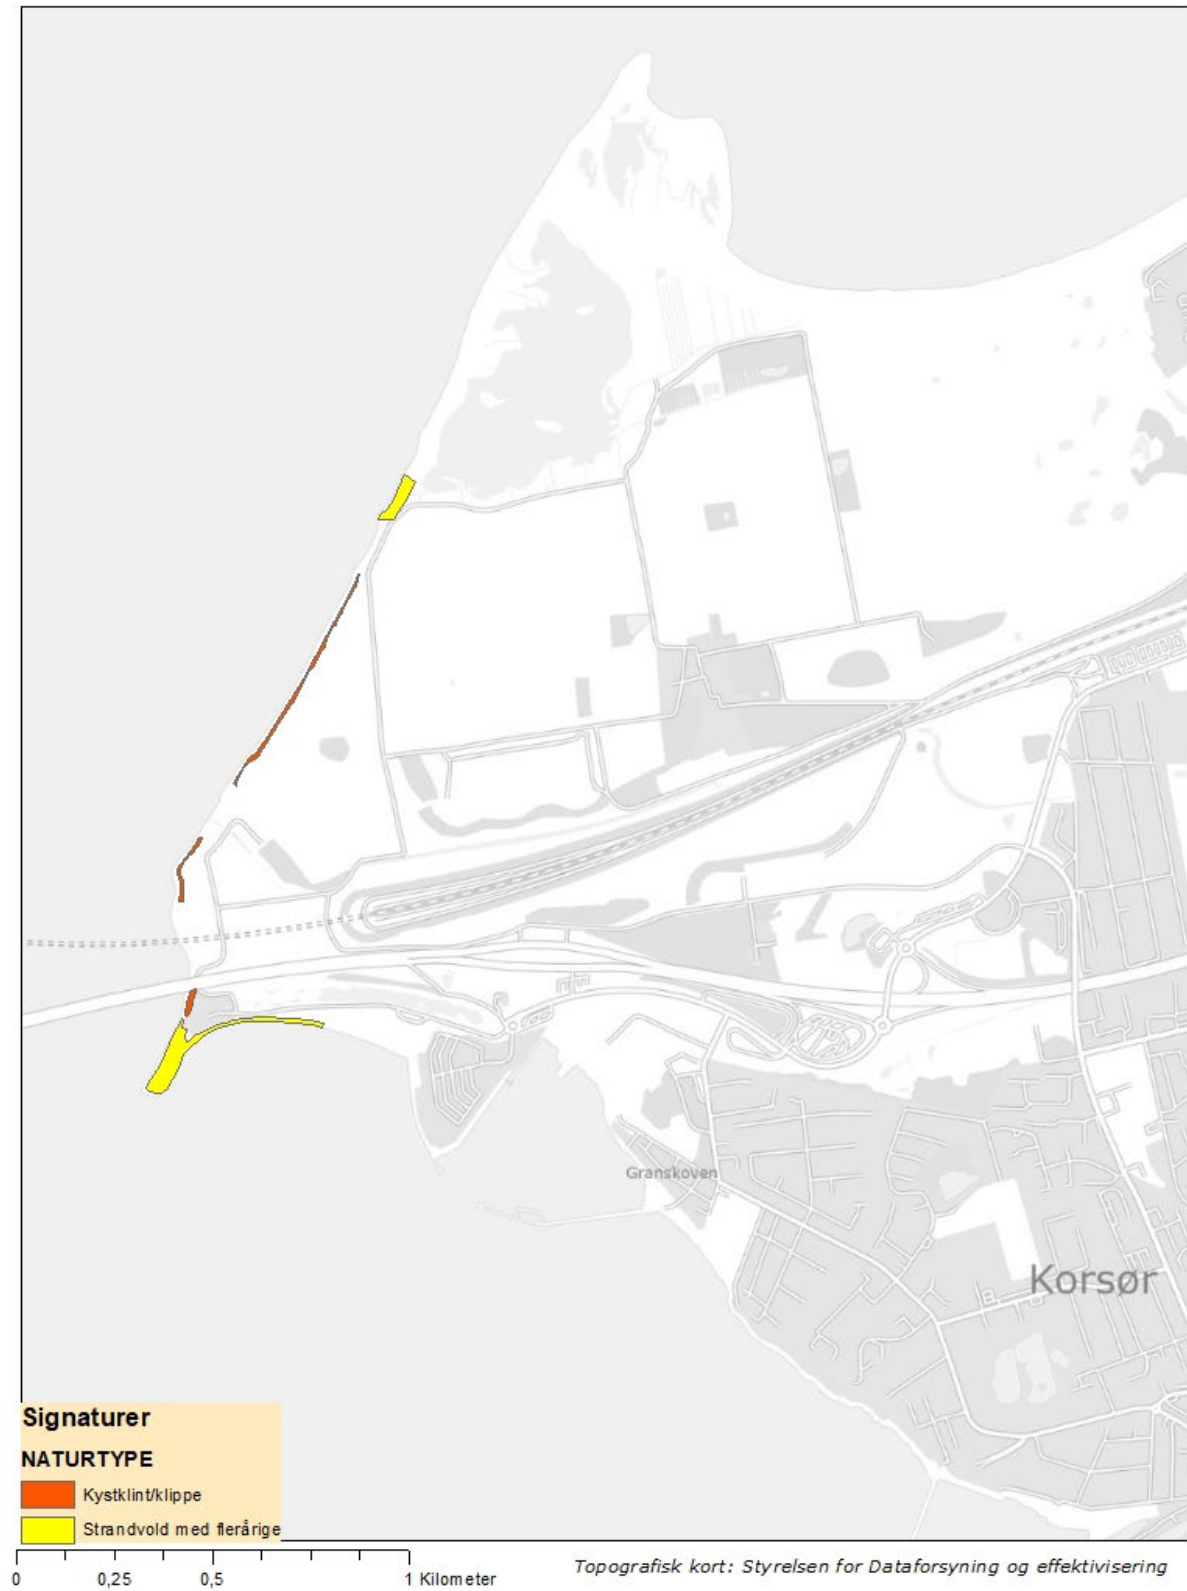 Granskoven
Korsør
Signaturer
NATURTYPE
Kystklint/klippe
Strandvold med flerårige
0 0,25 0,5 1 Kilometer
Topografisk kort: Styrelsen for Dataforsyning og effektivisering